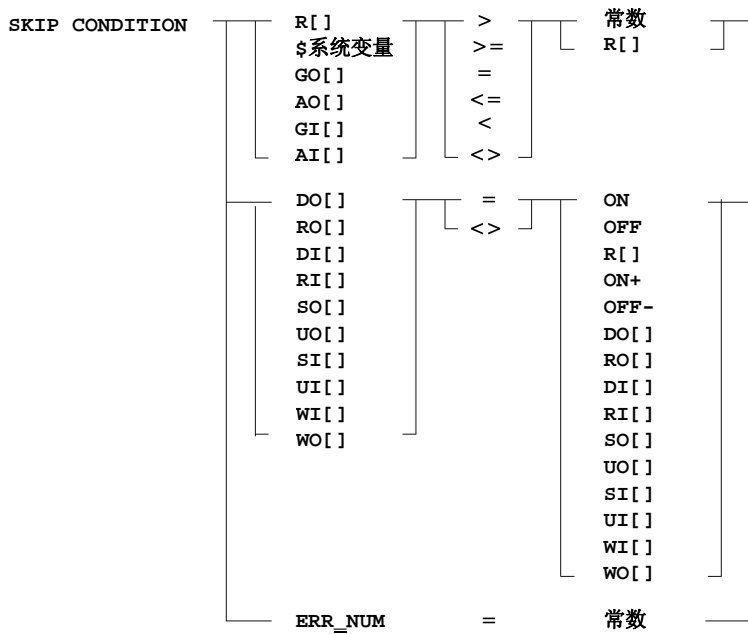 SKIP CONDITION R[] > 常数
$系统变量 >= R[]
GO[] =
AO[] <=
GI[] <
AI[] <>
DO[] = ON
RO[] <> OFF
DI[] R[]
RI[] ON+
SO[] OFF-
UO[] DO[]
SI[] RO[]
UI[] DI[]
WI[] RI[]
WO[] SO[]
UO[]
SI[]
UI[]
WI[]
WO[]
ERR_NUM = 常数